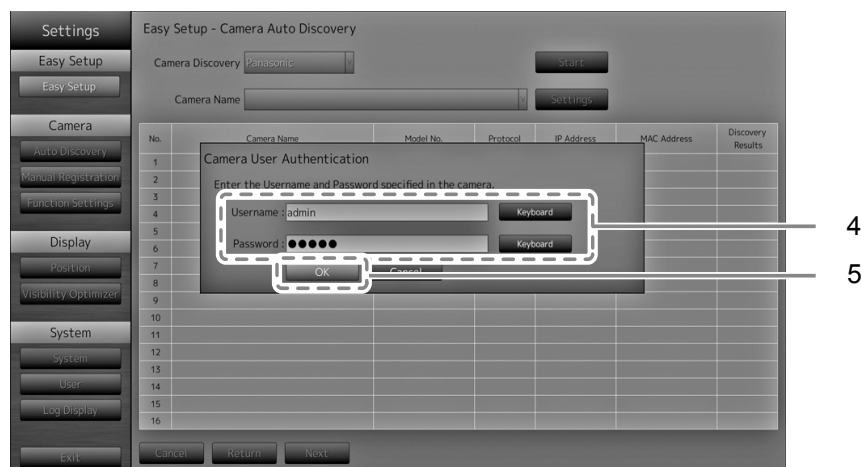 Settings
Easy Setup
Easy Setup
Camera
Auto Discovery
Manual Registration
Function Settings
Display
Position
Visibility Optimizer
System
System
User
Log Display
Exit
Easy Setup - Camera Auto Discovery
Camera Discovery Panasonic Start
Camera Name Settings
No. Camera Name Model No. Protocol IP Address MAC Address Discovery Results
1
2
3
4
5
6
7
8
9
10
11
12
13
14
15
16
Camera User Authentication
Enter the Username and Password specified in the camera.
Username : admin Keyboard
Password : ●●●●● Keyboard
OK Cancel
4
5
Cancel Return Next